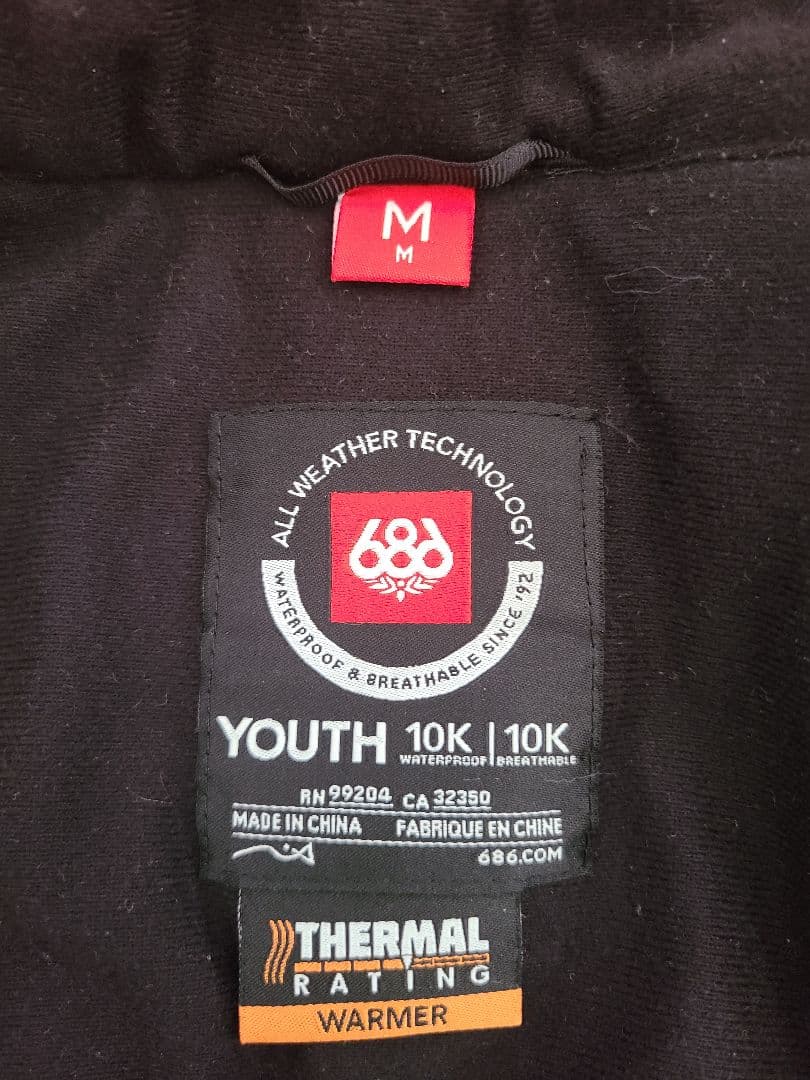 M
M
ALL WEATHER TECHNOLOGY
686
WATERPROOF & BREATHABLE SINCE '92
YOUTH 10K | 10K
WATERPROOF BREATHABLE
RN 99204 CA 32350
MADE IN CHINA FABRIQUE EN CHINE
686.COM
THERMAL
RATING
WARMER